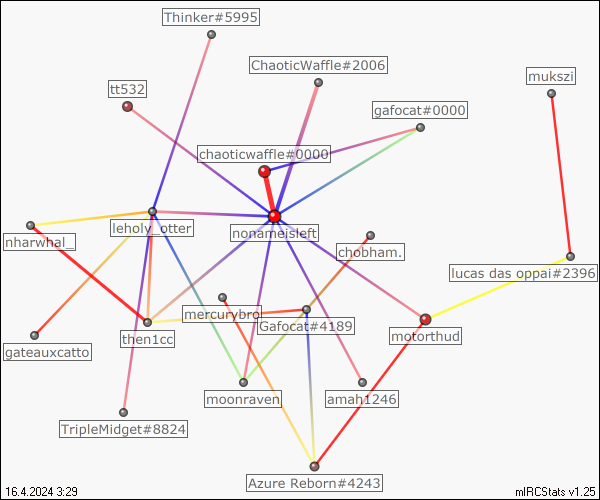 Thinker#5995
ChaoticWaffle#2006
mukszi
tt532
gafocat#0000
chaoticwaffle#0000
leholy_otter
nonameisleft
nharwhal_
chobham.
lucas das oppai#2396
mercurybro
Gafocat#4189
then1cc
motorthud
gateauxcatto
moonraven
amah1246
TripleMidget#8824
Azure Reborn#4243
16.4.2024 3:29
mIRCStats v1.25